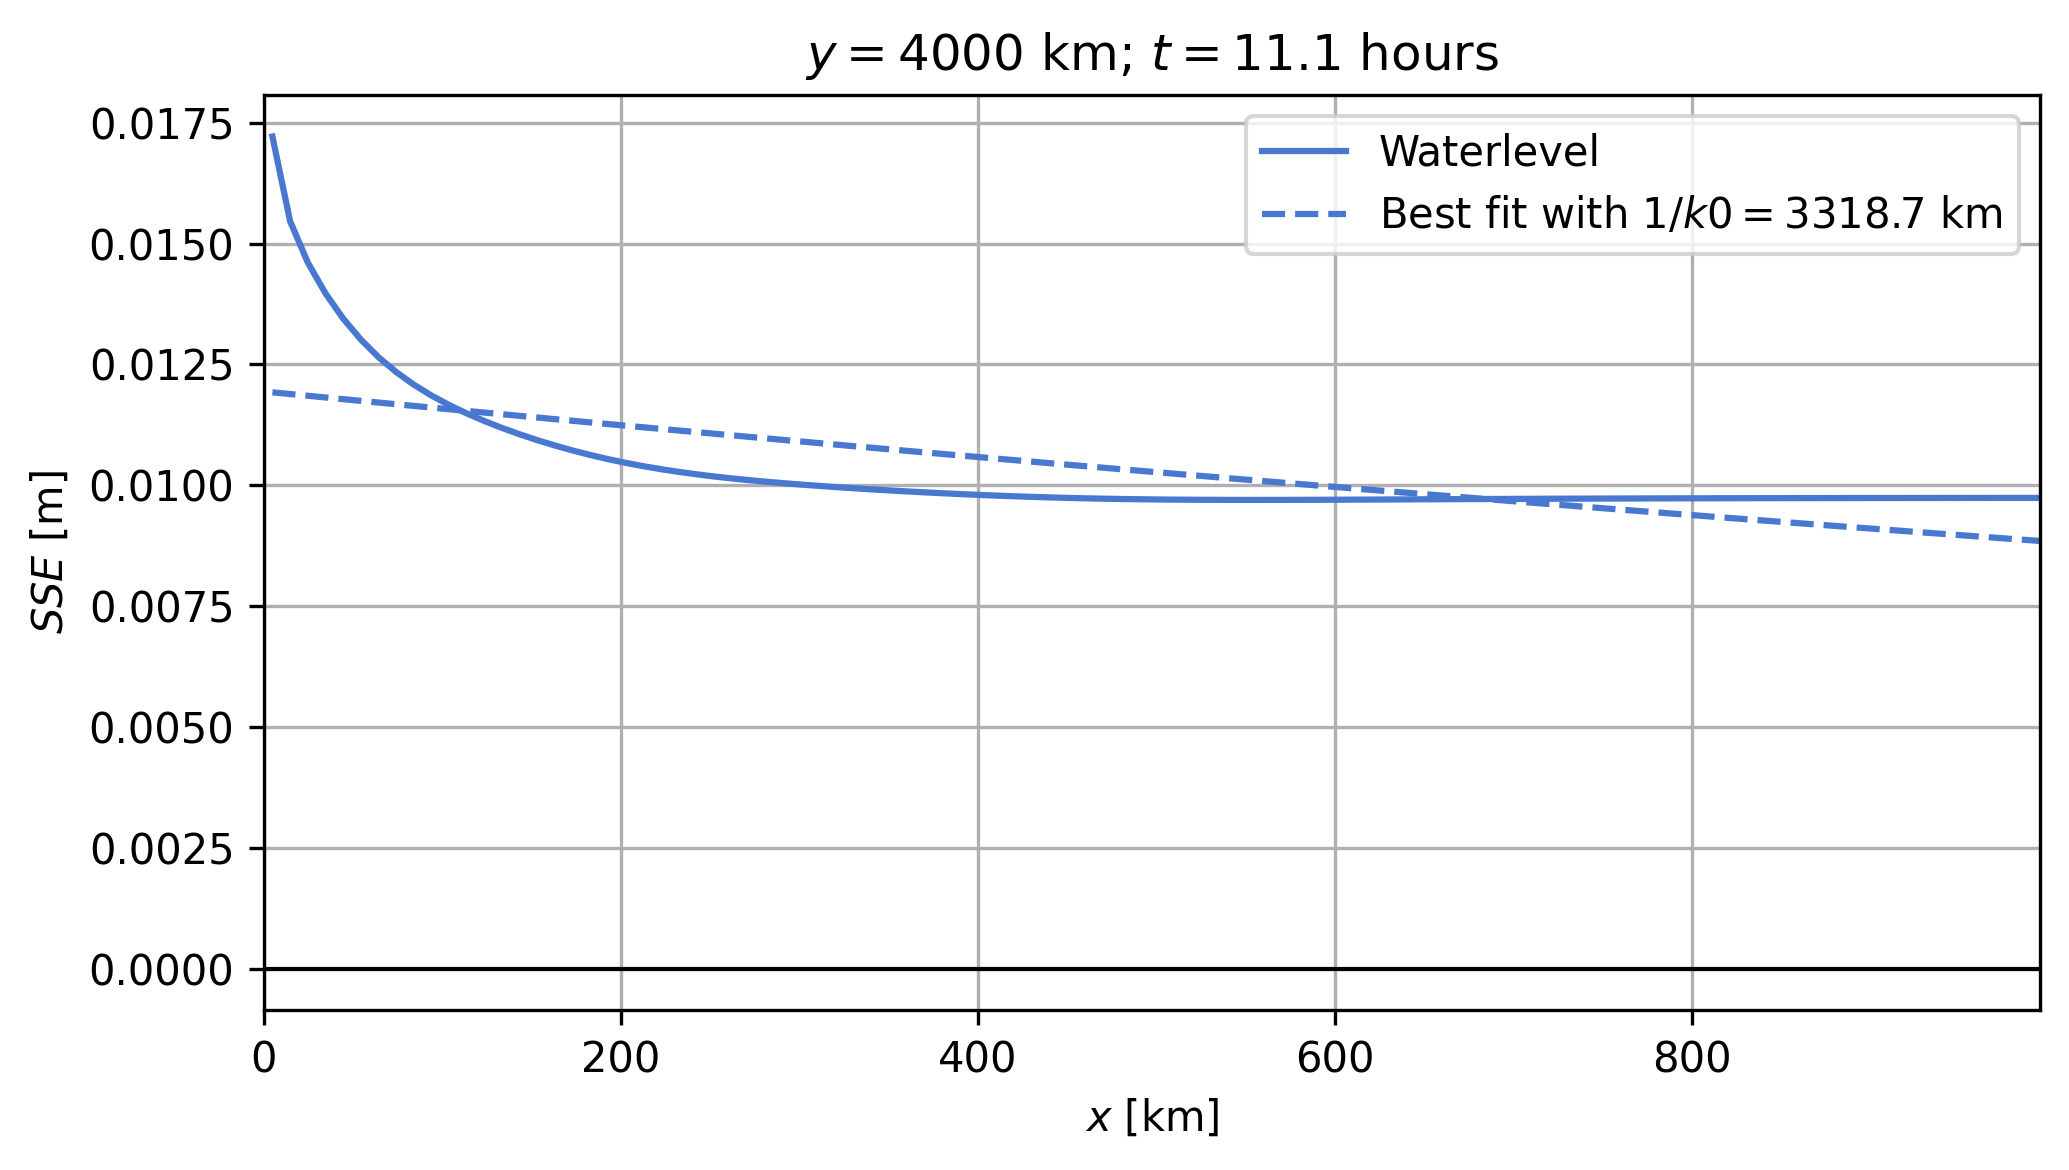 y = 4000 km; t = 11.1 hours
Waterlevel
Best fit with 1/k0 = 3318.7 km
SSE [m]
0.0175
0.0150
0.0125
0.0100
0.0075
0.0050
0.0025
0.0000
0 200 400 600 800
x [km]